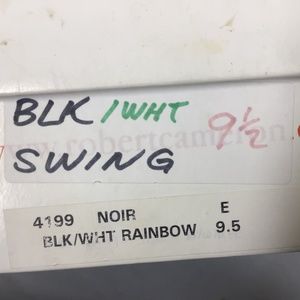 BLK/WHT 9½
www.robertcameron
SWING
4199 NOIR E
BLK/WHT RAINBOW 9.5